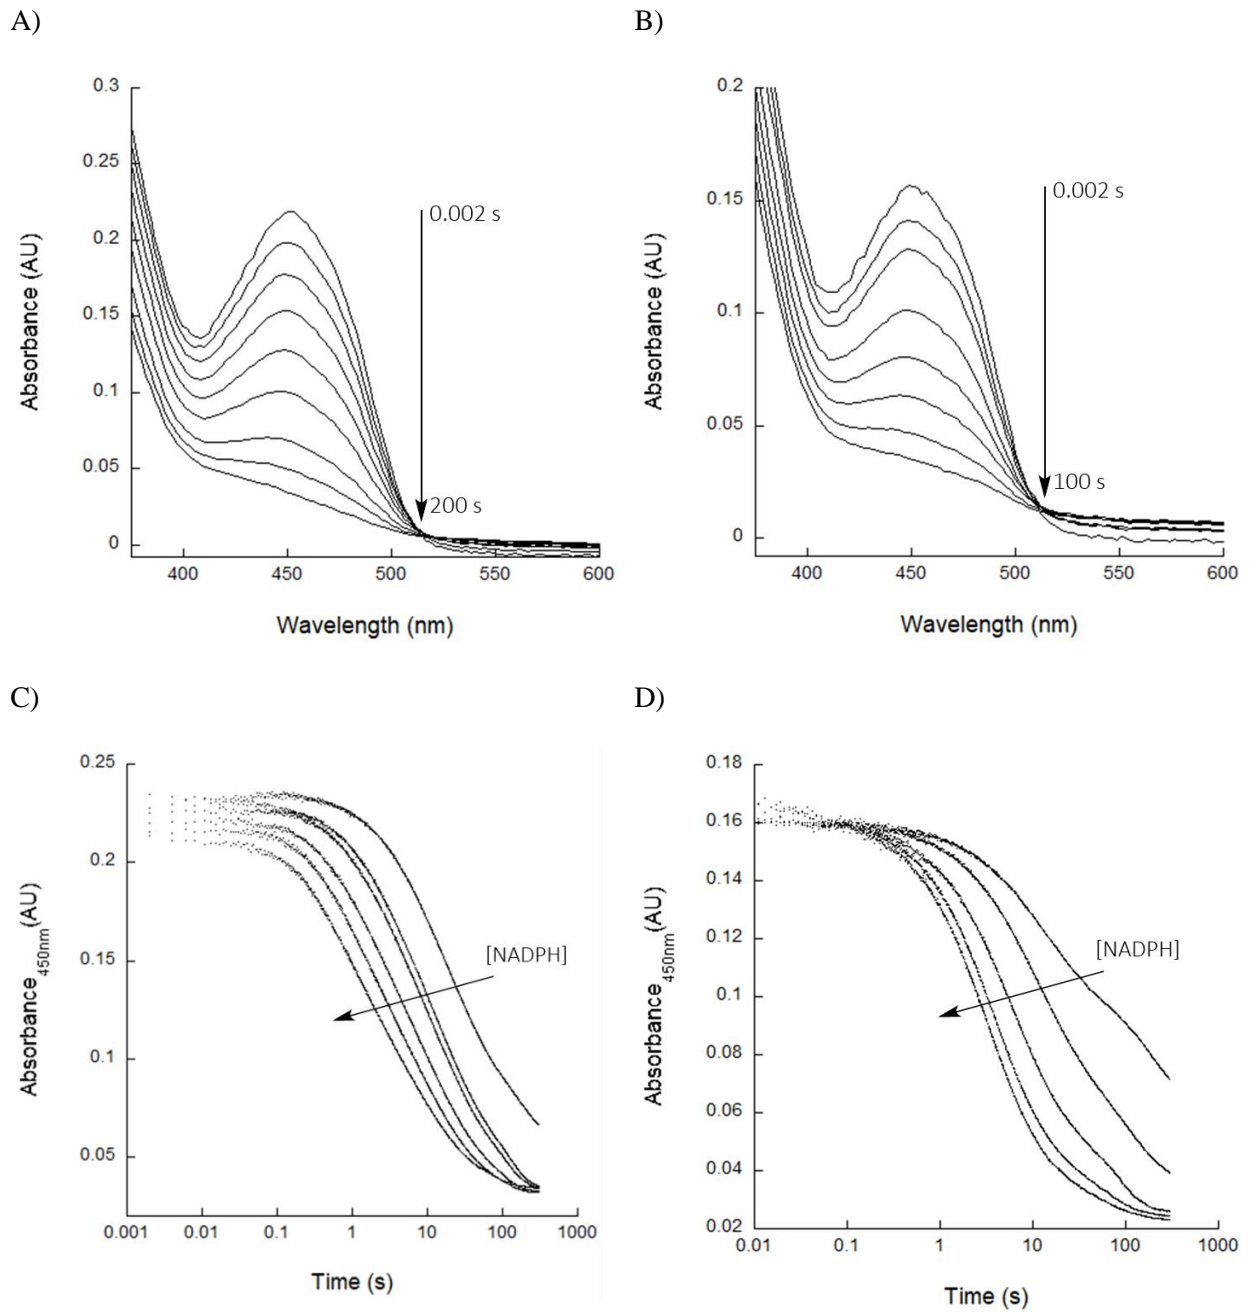 A)
0.3
0.25
0.2
0.15
0.1
0.05
0
400
450
500
550
600
Absorbance (AU)
Wavelength (nm)
0.002 s
200 s
B)
0.2
0.15
0.1
0.05
0
400
450
500
550
600
Absorbance (AU)
Wavelength (nm)
0.002 s
100 s
C)
0.25
0.2
0.15
0.1
0.05
0.001
0.01
0.1
1
10
100
1000
Absorbance450nm(AU)
Time (s)
[NADPH]
D)
0.18
0.16
0.14
0.12
0.1
0.08
0.06
0.04
0.02
0.01
0.1
1
10
100
1000
Absorbance450nm(AU)
Time (s)
[NADPH]